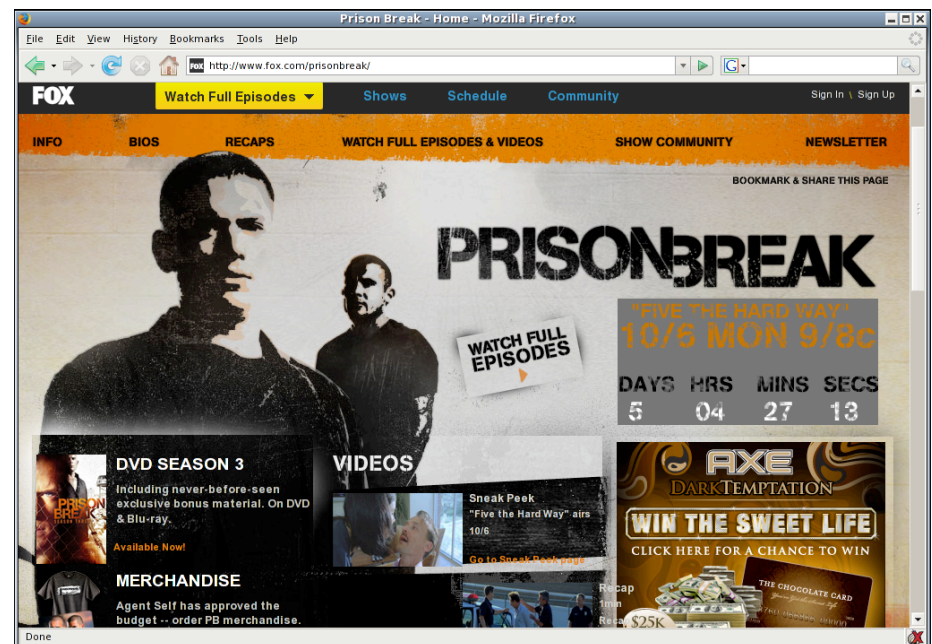 Prison Break - Home - Mozilla Firefox
File Edit View History Bookmarks Tools Help
FOX http://www.fox.com/prisonbreak/ G
FOX Watch Full Episodes Shows Schedule Community Sign In \ Sign Up
INFO BIOS RECAPS WATCH FULL EPISODES & VIDEOS SHOW COMMUNITY NEWSLETTER
BOOKMARK & SHARE THIS PAGE
PRISON BREAK
"FIVE THE HARD WAY"
10/6 MON 9/8c
WATCH FULL
EPISODES
DAYS HRS MINS SECS
5 04 27 13
DVD SEASON 3
Including never-before-seen
exclusive bonus material. On DVD
& Blu-ray.
Available Now!
PRISON
BREAK
MERCHANDISE
Agent Self has approved the
budget -- order PB merchandise.
VIDEOS
Sneak Peek
"Five the Hard Way" airs
10/6
Go to Sneak Peek page
Recap
1min
Reca
AXE
DARK TEMPTATION
WIN THE SWEET LIFE
CLICK HERE FOR A CHANCE TO WIN
THE CHOCOLATE CARD
$25K
Done